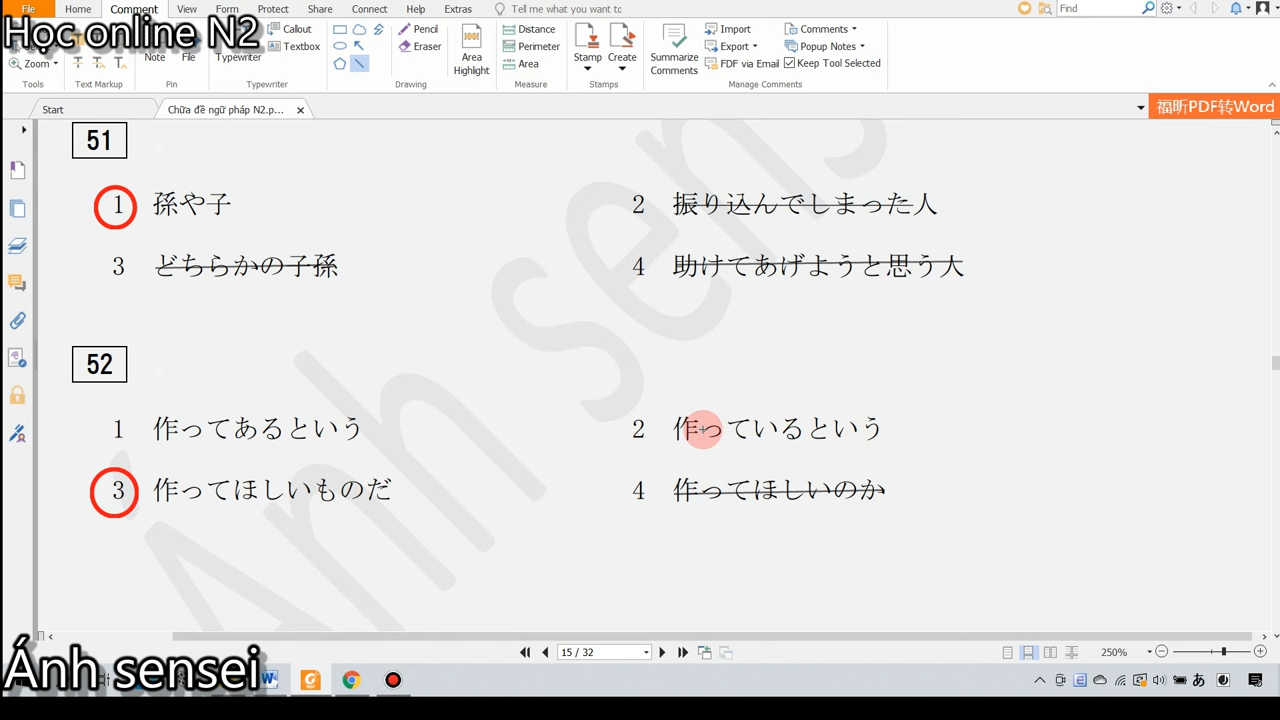 File Home Comment View Form Protect Share Connect Help Extras Tell me what you want tc Find
Học online N2
Zoom
Tools
Text Markup
Note
File
Pin
Typewriter
Callout
Textbox
Typewriter
Pencil
Eraser
Drawing
Area Highlight
Distance
Perimeter
Area
Measure
Stamp
Create
Stamps
Summarize Comments
Import
Export
FDF via Email
Comments
Popup Notes
Keep Tool Selected
Manage Comments
Start
Chữa đề ngữ pháp N2.p...
福昕PDF转Word
51
1 孫や子
2 振り込んでしまった人
3 どちらかの子孫
4 助けてあげようと思う人
52
1 作ってあるという
2 作っているという
3 作ってほしいものだ
4 作ってほしいのか
Ánh sens
15 / 32
250%
Ánh sensei
あ